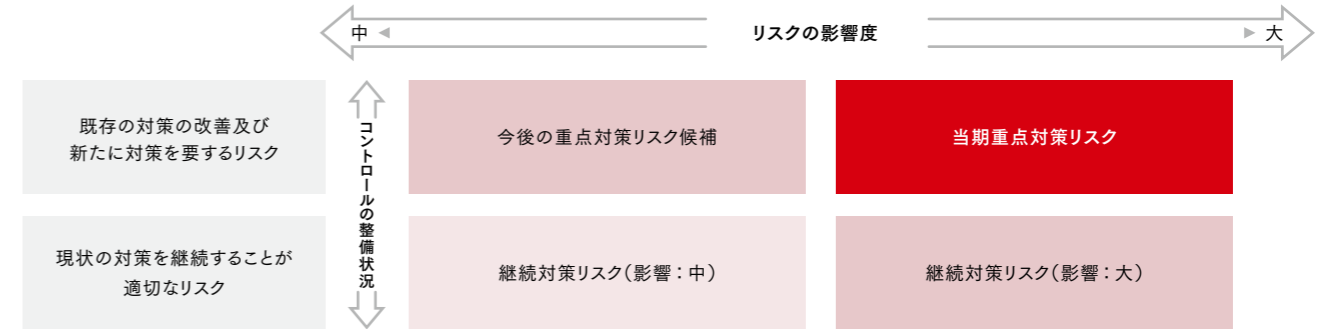 中 ◀ リスクの影響度 ▶ 大
既存の対策の改善及び
新たに対策を要するリスク
コントロールの整備状況
今後の重点対策リスク候補
当期重点対策リスク
現状の対策を継続することが
適切なリスク
継続対策リスク(影響：中)
継続対策リスク(影響：大)